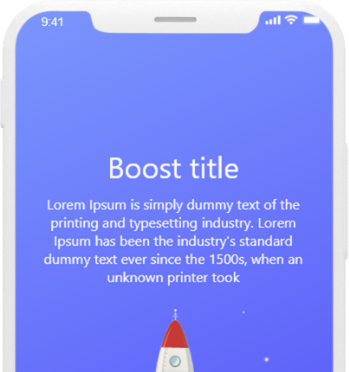 9:41
Boost title
Lorem Ipsum is simply dummy text of the
printing and typesetting industry. Lorem
Ipsum has been the industry's standard
dummy text ever since the 1500s, when an
unknown printer took